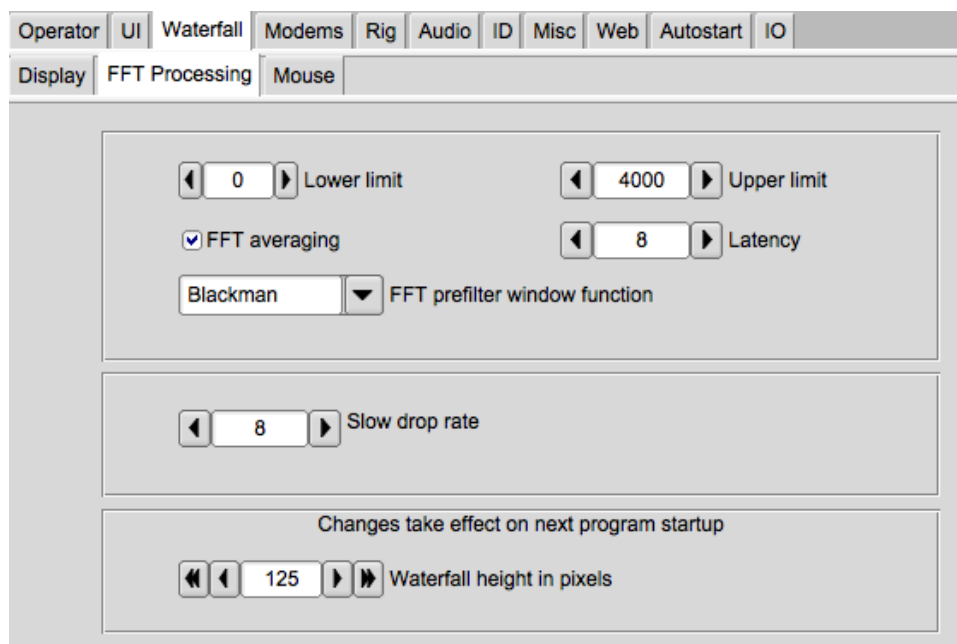 Operator UI Waterfall Modems Rig Audio ID Misc Web Autostart IO
Display FFT Processing Mouse
0 Lower limit 4000 Upper limit
FFT averaging 8 Latency
Blackman FFT prefilter window function
8 Slow drop rate
Changes take effect on next program startup
125 Waterfall height in pixels